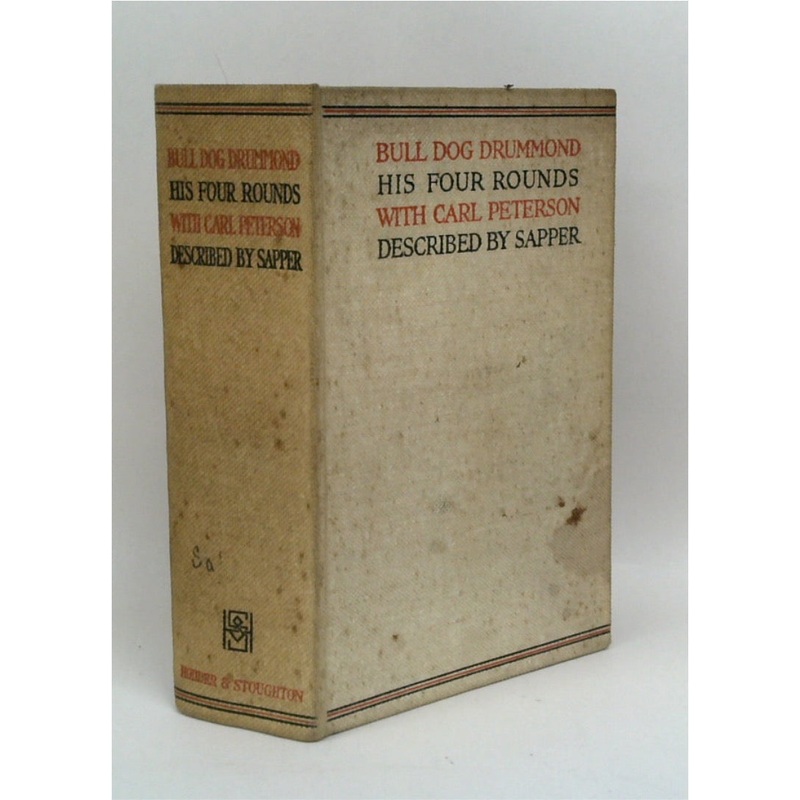 BULL DOG DRUMMOND
HIS FOUR ROUNDS
WITH CARL PETERSON
DESCRIBED BY SAPPER
Sa
HODDER & STOUGHTON
BULL DOG DRUMMOND
HIS FOUR ROUNDS
WITH CARL PETERSON
DESCRIBED BY SAPPER